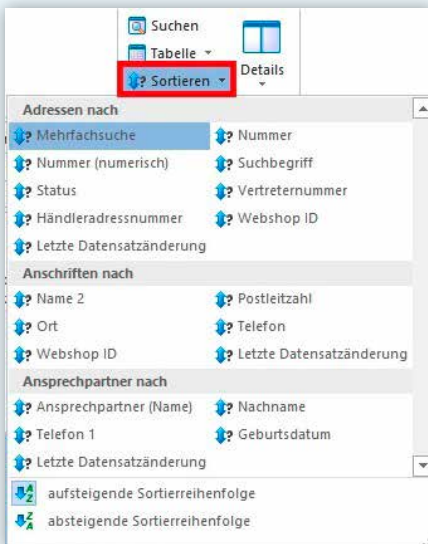 Suchen
Tabelle
Sortieren
Details
Adressen nach
Mehrfachsuche Nummer
Nummer (numerisch) Suchbegriff
Status Vertreternummer
Händleradressnummer Webshop ID
Letzte Datensatzänderung
Anschriften nach
Name 2 Postleitzahl
Ort Telefon
Webshop ID Letzte Datensatzänderung
Ansprechpartner nach
Ansprechpartner (Name) Nachname
Telefon 1 Geburtsdatum
Letzte Datensatzänderung
aufsteigende Sortierreihenfolge
absteigende Sortierreihenfolge